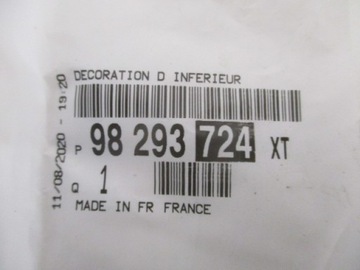 DECORATION D INFERIEUR
P 98 293 724 XT
Q 1
MADE IN FR FRANCE
11/08/2020 - 19:20